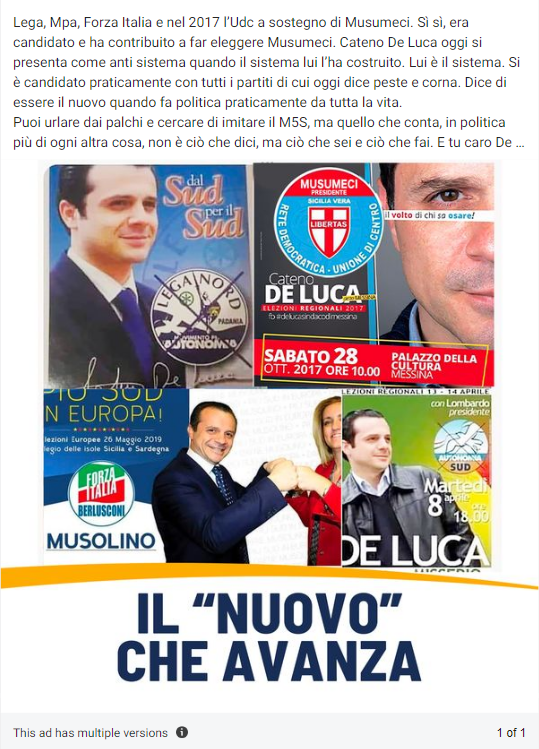 Lega, Mpa, Forza Italia e nel 2017 l’Udc a sostegno di Musumeci. Sì sì, era
candidato e ha contribuito a far eleggere Musumeci. Cateno De Luca oggi si
presenta come anti sistema quando il sistema lui l’ha costruito. Lui è il sistema. Si
è candidato praticamente con tutti i partiti di cui oggi dice peste e corna. Dice di
essere il nuovo quando fa politica praticamente da tutta la vita.
Puoi urlare dai palchi e cercare di imitare il M5S, ma quello che conta, in politica
più di ogni altra cosa, non è ciò che dici, ma ciò che sei e ciò che fai. E tu caro De ...
dal
Sud
per il
Sud
LEGA NORD
PADANIA
AUTONOMIA
MUSUMECI
PRESIDENTE
SICILIA VERA
LIBERTAS
RETE DEMOCRATICA - UNIONE DI CENTRO
il volto di chi sa osare!
Cateno
DE LUCA
ELEZIONI REGIONALI 2017
fb @delucasindacodimessina
SABATO 28
OTT. 2017 ORE 10.00
PALAZZO DELLA
CULTURA
MESSINA
PIÙ SUD
N EUROPA!
lezioni Europee 26 Maggio 2019
egio delle isole Sicilia e Sardegna
FORZA
ITALIA
BERLUSCONI
MUSOLINO
ELEZIONI REGIONALI 13 - 14 APRILE
con Lombardo
presidente
AUTONOMIA
SUD
Martedì
8 aprile
ore
18.00
DE LUCA
IL “NUOVO”
CHE AVANZA
This ad has multiple versions
1 of 1